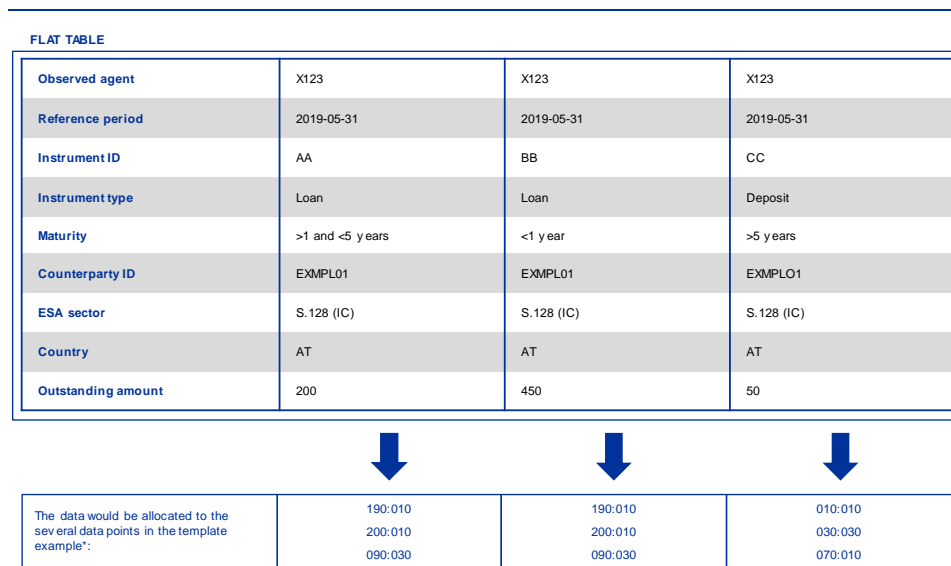 FLAT TABLE
Observed agent X123 X123 X123
Reference period 2019-05-31 2019-05-31 2019-05-31
Instrument ID AA BB CC
Instrument type Loan Loan Deposit
Maturity >1 and <5 years <1 year >5 years
Counterparty ID EXMPL01 EXMPL01 EXMPLO1
ESA sector S.128 (IC) S.128 (IC) S.128 (IC)
Country AT AT AT
Outstanding amount 200 450 50
The data would be allocated to the
several data points in the template
example*:
190:010 190:010 010:010
200:010 200:010 030:030
090:030 090:030 070:010